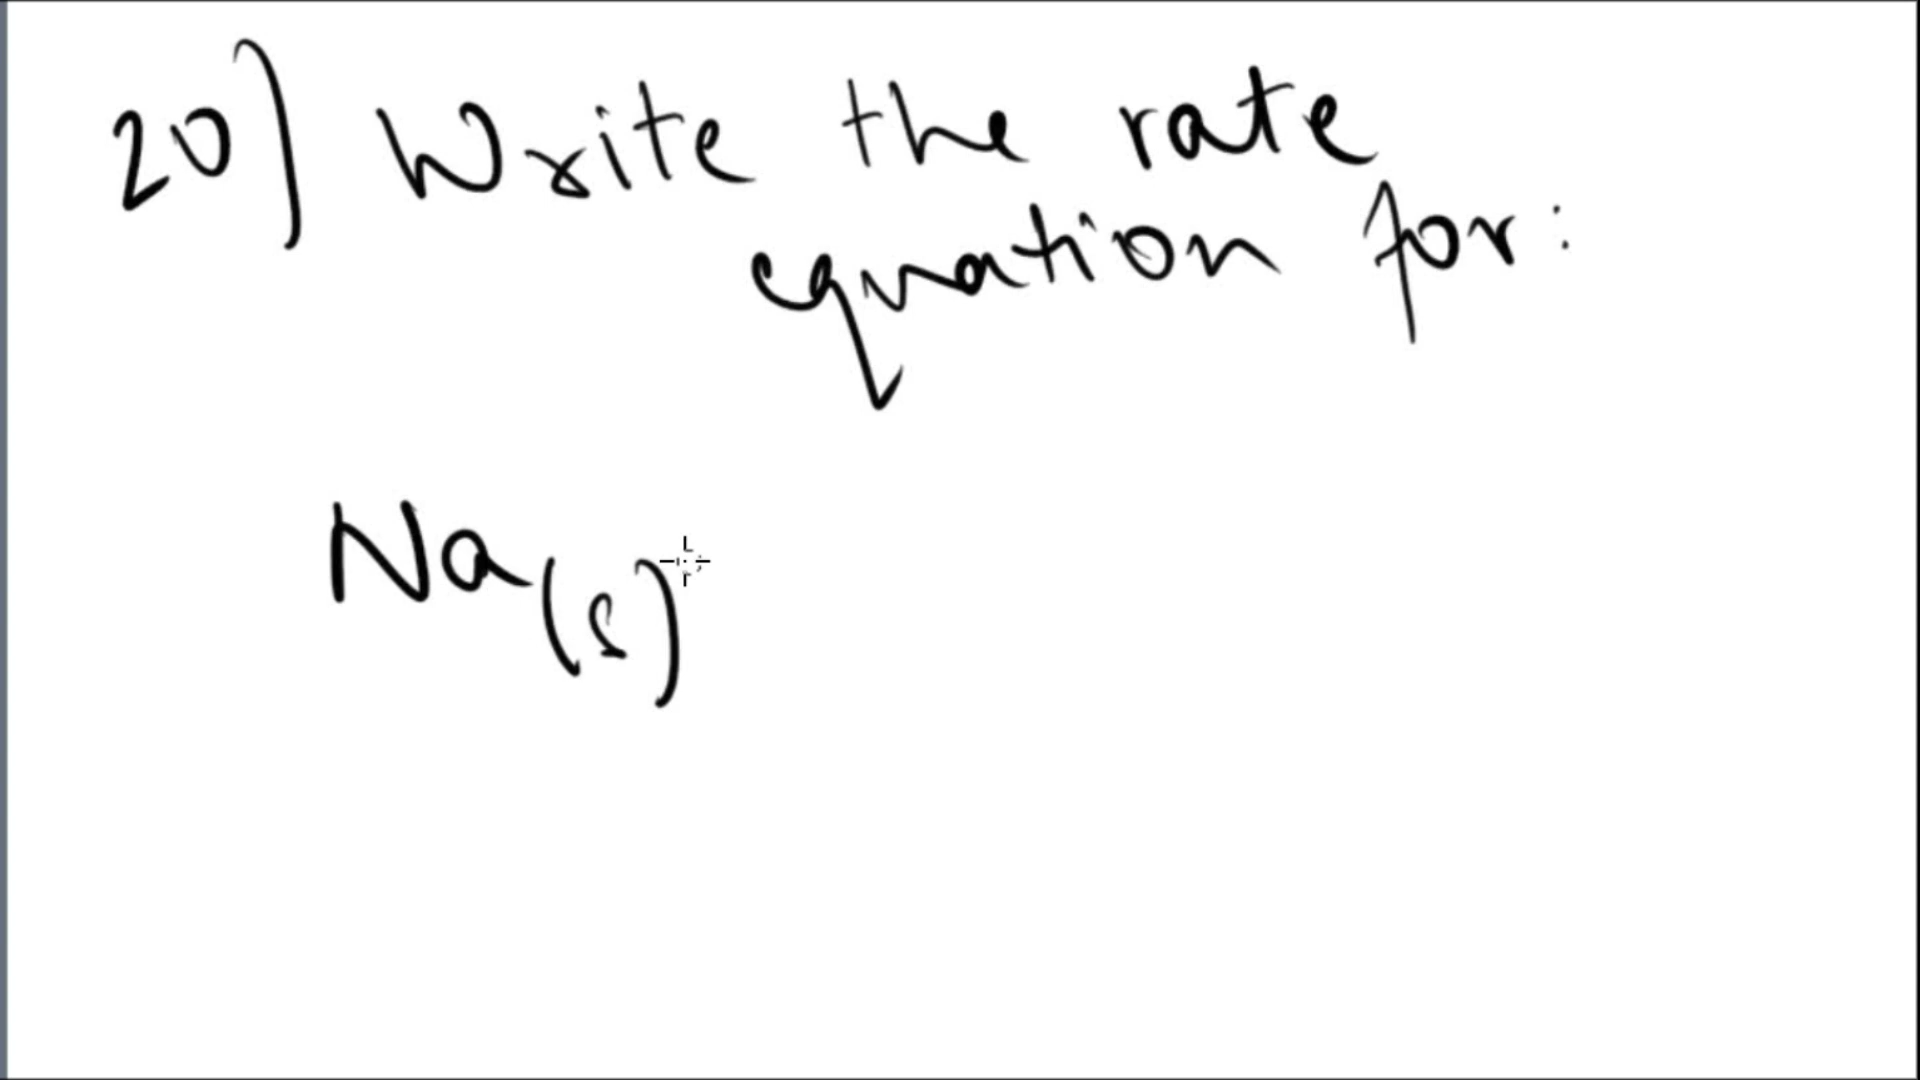 20) Write the rate
equation for:
Na(s)